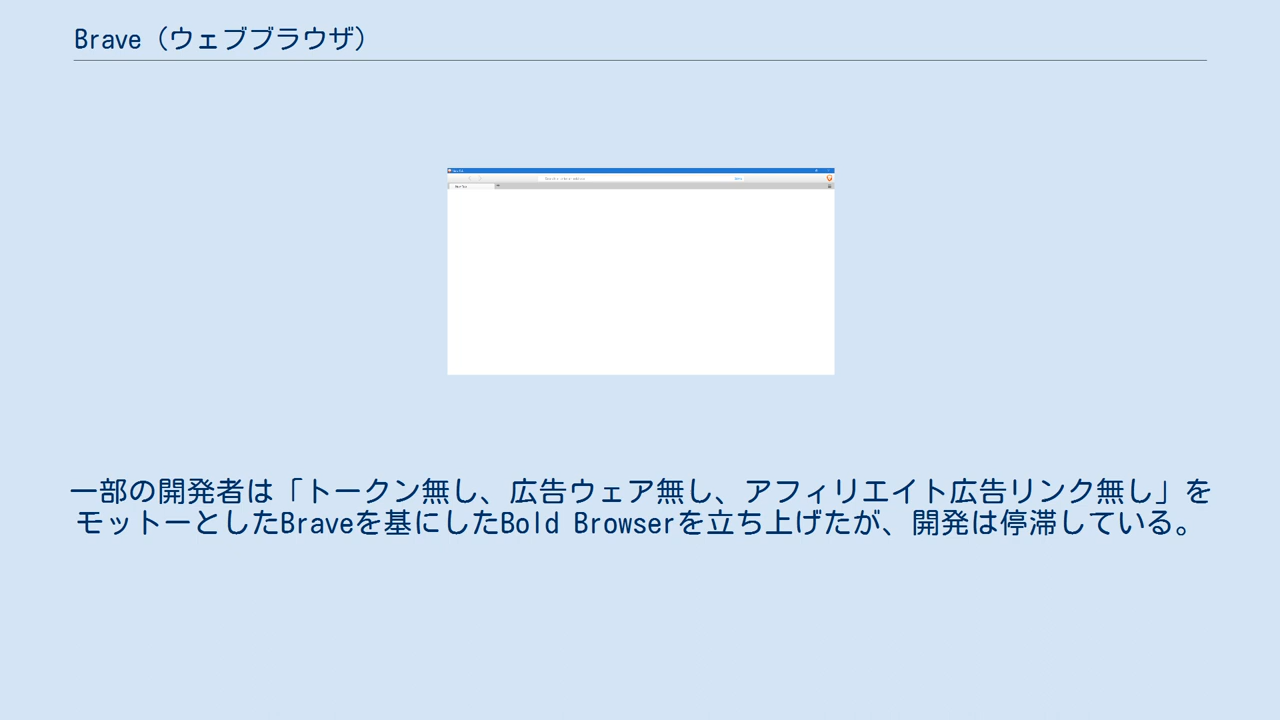 Brave（ウェブブラウザ）
一部の開発者は「トークン無し、広告ウェア無し、アフィリエイト広告リンク無し」を
モットーとしたBraveを基にしたBold Browserを立ち上げたが、開発は停滞している。